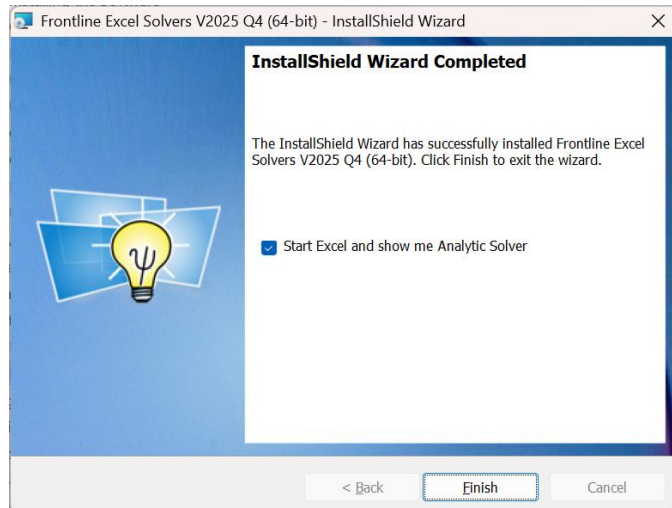 Frontline Excel Solvers V2025 Q4 (64-bit) - InstallShield Wizard
InstallShield Wizard Completed
The InstallShield Wizard has successfully installed Frontline Excel
Solvers V2025 Q4 (64-bit). Click Finish to exit the wizard.
Start Excel and show me Analytic Solver
< Back
Finish
Cancel